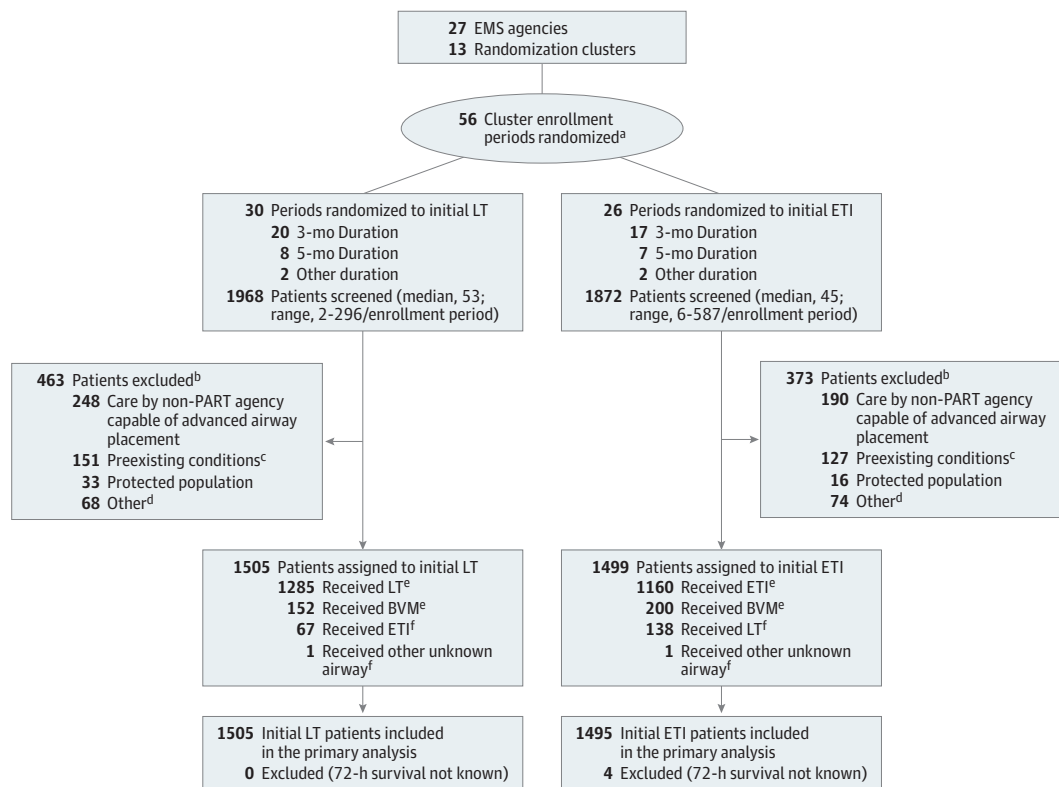 27 EMS agencies
13 Randomization clusters
56 Cluster enrollment
periods randomizedᵃ
30 Periods randomized to initial LT
20 3-mo Duration
8 5-mo Duration
2 Other duration
1968 Patients screened (median, 53;
range, 2-296/enrollment period)
26 Periods randomized to initial ETI
17 3-mo Duration
7 5-mo Duration
2 Other duration
1872 Patients screened (median, 45;
range, 6-587/enrollment period)
463 Patients excludedᵇ
248 Care by non-PART agency
capable of advanced airway
placement
151 Preexisting conditionsᶜ
33 Protected population
68 Otherᵈ
373 Patients excludedᵇ
190 Care by non-PART agency
capable of advanced airway
placement
127 Preexisting conditionsᶜ
16 Protected population
74 Otherᵈ
1505 Patients assigned to initial LT
1285 Received LTᵉ
152 Received BVMᵉ
67 Received ETIᶠ
1 Received other unknown
airwayᶠ
1499 Patients assigned to initial ETI
1160 Received ETIᵉ
200 Received BVMᵉ
138 Received LTᶠ
1 Received other unknown
airwayᶠ
1505 Initial LT patients included
in the primary analysis
0 Excluded (72-h survival not known)
1495 Initial ETI patients included
in the primary analysis
4 Excluded (72-h survival not known)